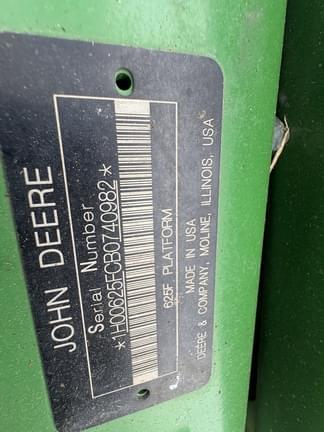 JOHN DEERE
Serial Number
*1H00625FCB0740982*
625F PLATFORM
MADE IN USA
DEERE & COMPANY, MOLINE, ILLINOIS, USA